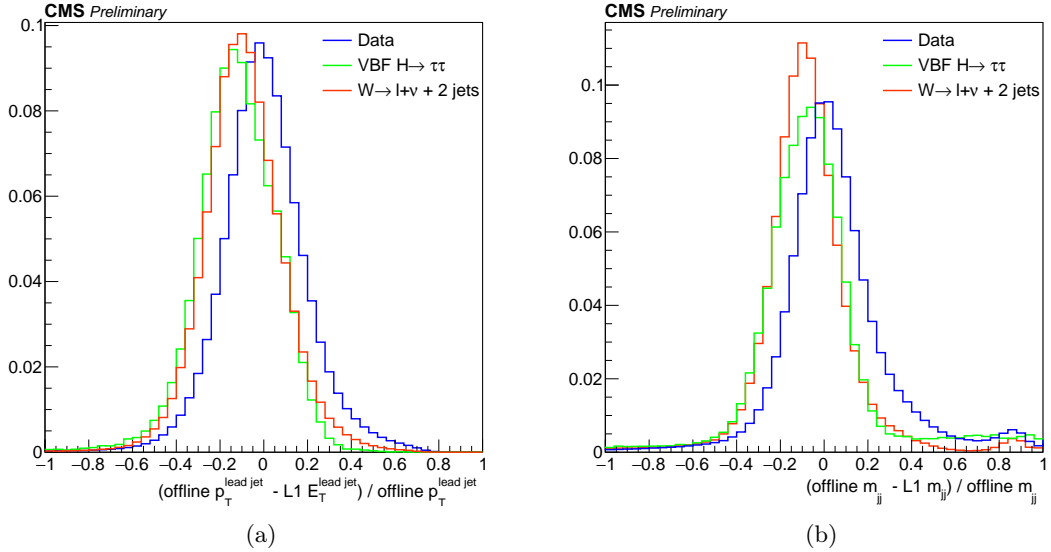 CMS Preliminary
Data
VBF H→ ττ
W→ l+ν + 2 jets
0.1
0.08
0.06
0.04
0.02
0
−1 −0.8 −0.6 −0.4 −0.2 0 0.2 0.4 0.6 0.8 1
(offline p_T^lead jet - L1 E_T^lead jet) / offline p_T^lead jet
(a)
CMS Preliminary
Data
VBF H→ ττ
W→ l+ν + 2 jets
0.1
0.08
0.06
0.04
0.02
0
−1 −0.8 −0.6 −0.4 −0.2 0 0.2 0.4 0.6 0.8 1
(offline m_jj - L1 m_jj) / offline m_jj
(b)